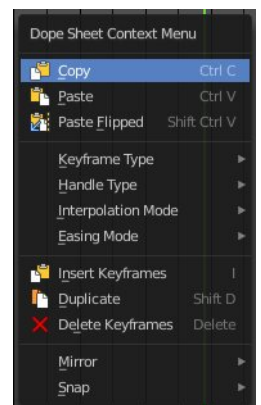 Dope Sheet Context Menu
Copy Ctrl C
Paste Ctrl V
Paste Flipped Shift Ctrl V
Keyframe Type
Handle Type
Interpolation Mode
Easing Mode
Insert Keyframes I
Duplicate Shift D
Delete Keyframes Delete
Mirror
Snap